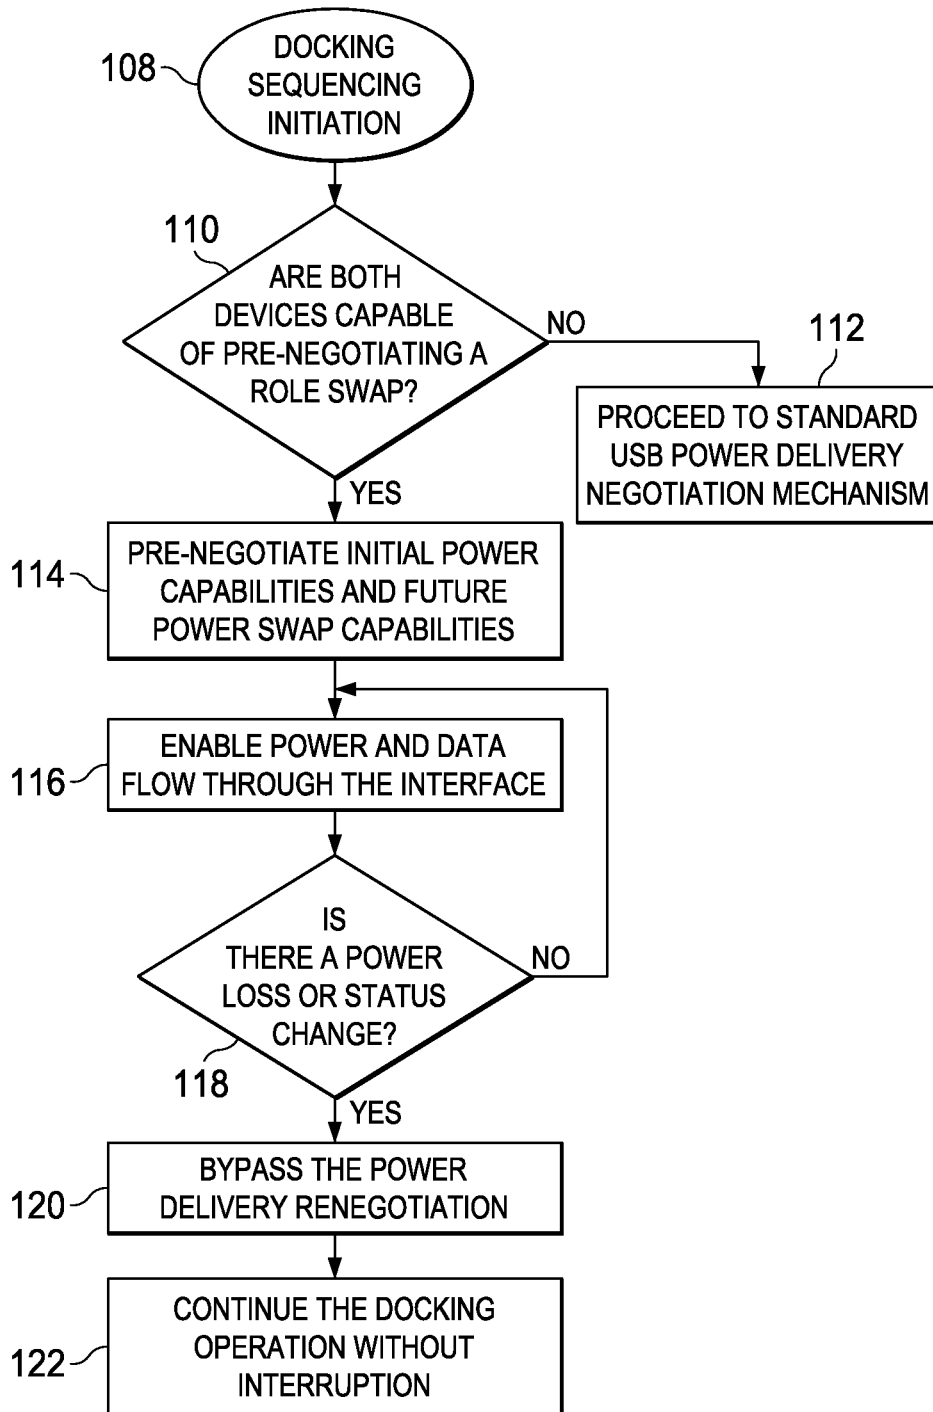 108
DOCKING
SEQUENCING
INITIATION
110
ARE BOTH
DEVICES CAPABLE
OF PRE-NEGOTIATING A
ROLE SWAP?
NO
112
PROCEED TO STANDARD
USB POWER DELIVERY
NEGOTIATION MECHANISM
YES
114
PRE-NEGOTIATE INITIAL POWER
CAPABILITIES AND FUTURE
POWER SWAP CAPABILITIES
116
ENABLE POWER AND DATA
FLOW THROUGH THE INTERFACE
IS
THERE A POWER
LOSS OR STATUS
CHANGE?
NO
118
YES
120
BYPASS THE POWER
DELIVERY RENEGOTIATION
122
CONTINUE THE DOCKING
OPERATION WITHOUT
INTERRUPTION